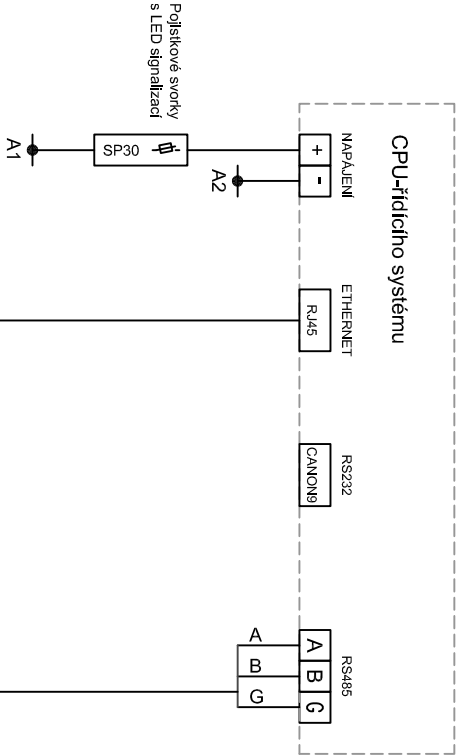 CPU-řídícího systému
NAPÁJENÍ
+
-
ETHERNET
RJ45
RS232
CANON9
RS485
A
B
G
A
B
G
A2
SP30
A1
Pojistkové svorky
s LED signalizací